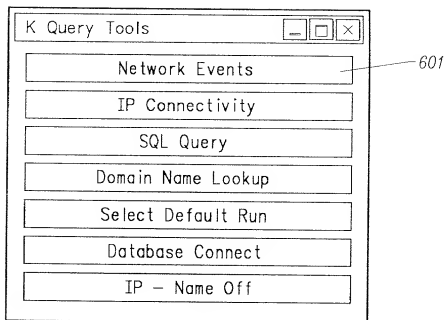 K Query Tools
Network Events
601
IP Connectivity
SQL Query
Domain Name Lookup
Select Default Run
Database Connect
IP – Name Off